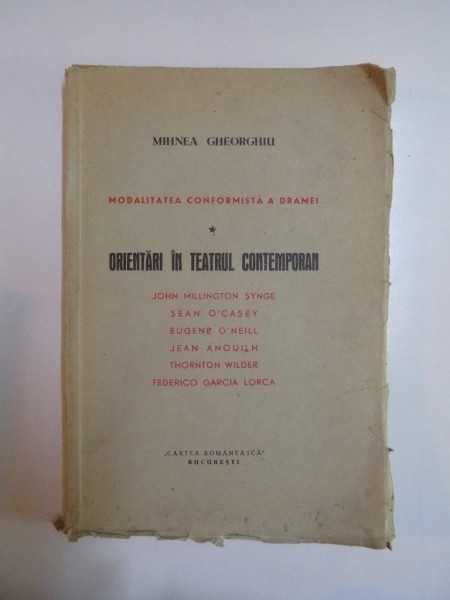 MIHNEA GHEORGHIU
MODALITATEA CONFORMISTĂ A DRAMEI
*
ORIENTĂRI ÎN TEATRUL CONTEMPORAN
JOHN MILLINGTON SYNGE
SEAN O'CASEY
EUGENE O'NEILL
JEAN ANOUILH
THORNTON WILDER
FEDERICO GARCIA LORCA
„CARTEA ROMÂNEASCĂ"
BUCUREȘTI